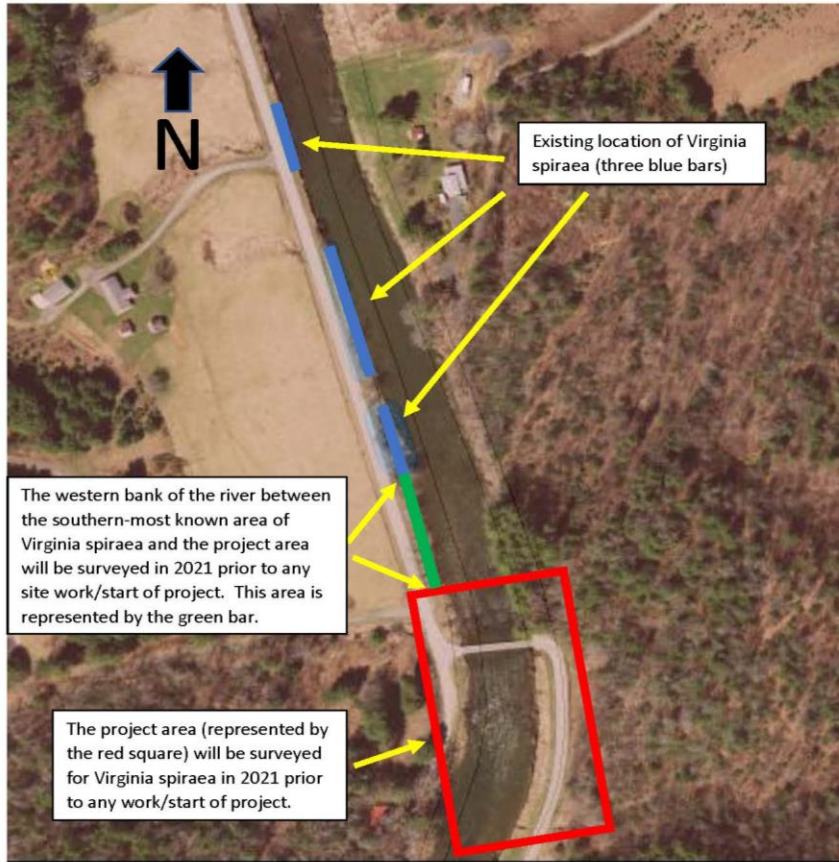 N
Existing location of Virginia
spiraea (three blue bars)
The western bank of the river between
the southern-most known area of
Virginia spiraea and the project area
will be surveyed in 2021 prior to any
site work/start of project.  This area is
represented by the green bar.
The project area (represented by
the red square) will be surveyed
for Virginia spiraea in 2021 prior
to any work/start of project.